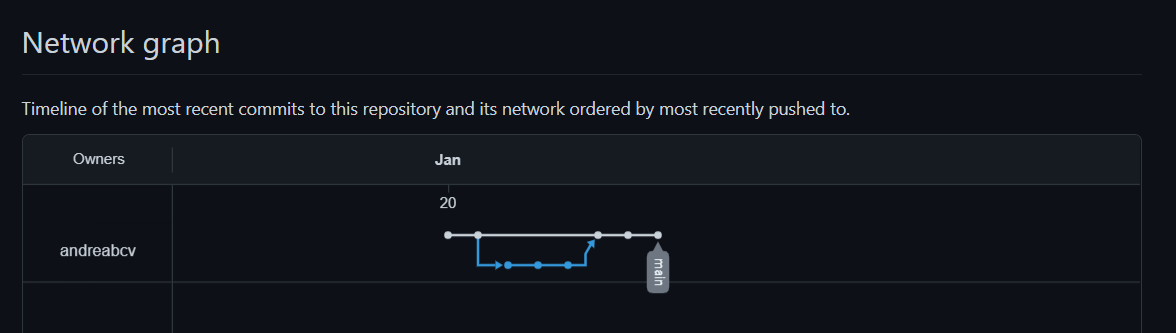 Network graph
Timeline of the most recent commits to this repository and its network ordered by most recently pushed to.
Owners
Jan
20
andreabcv
main